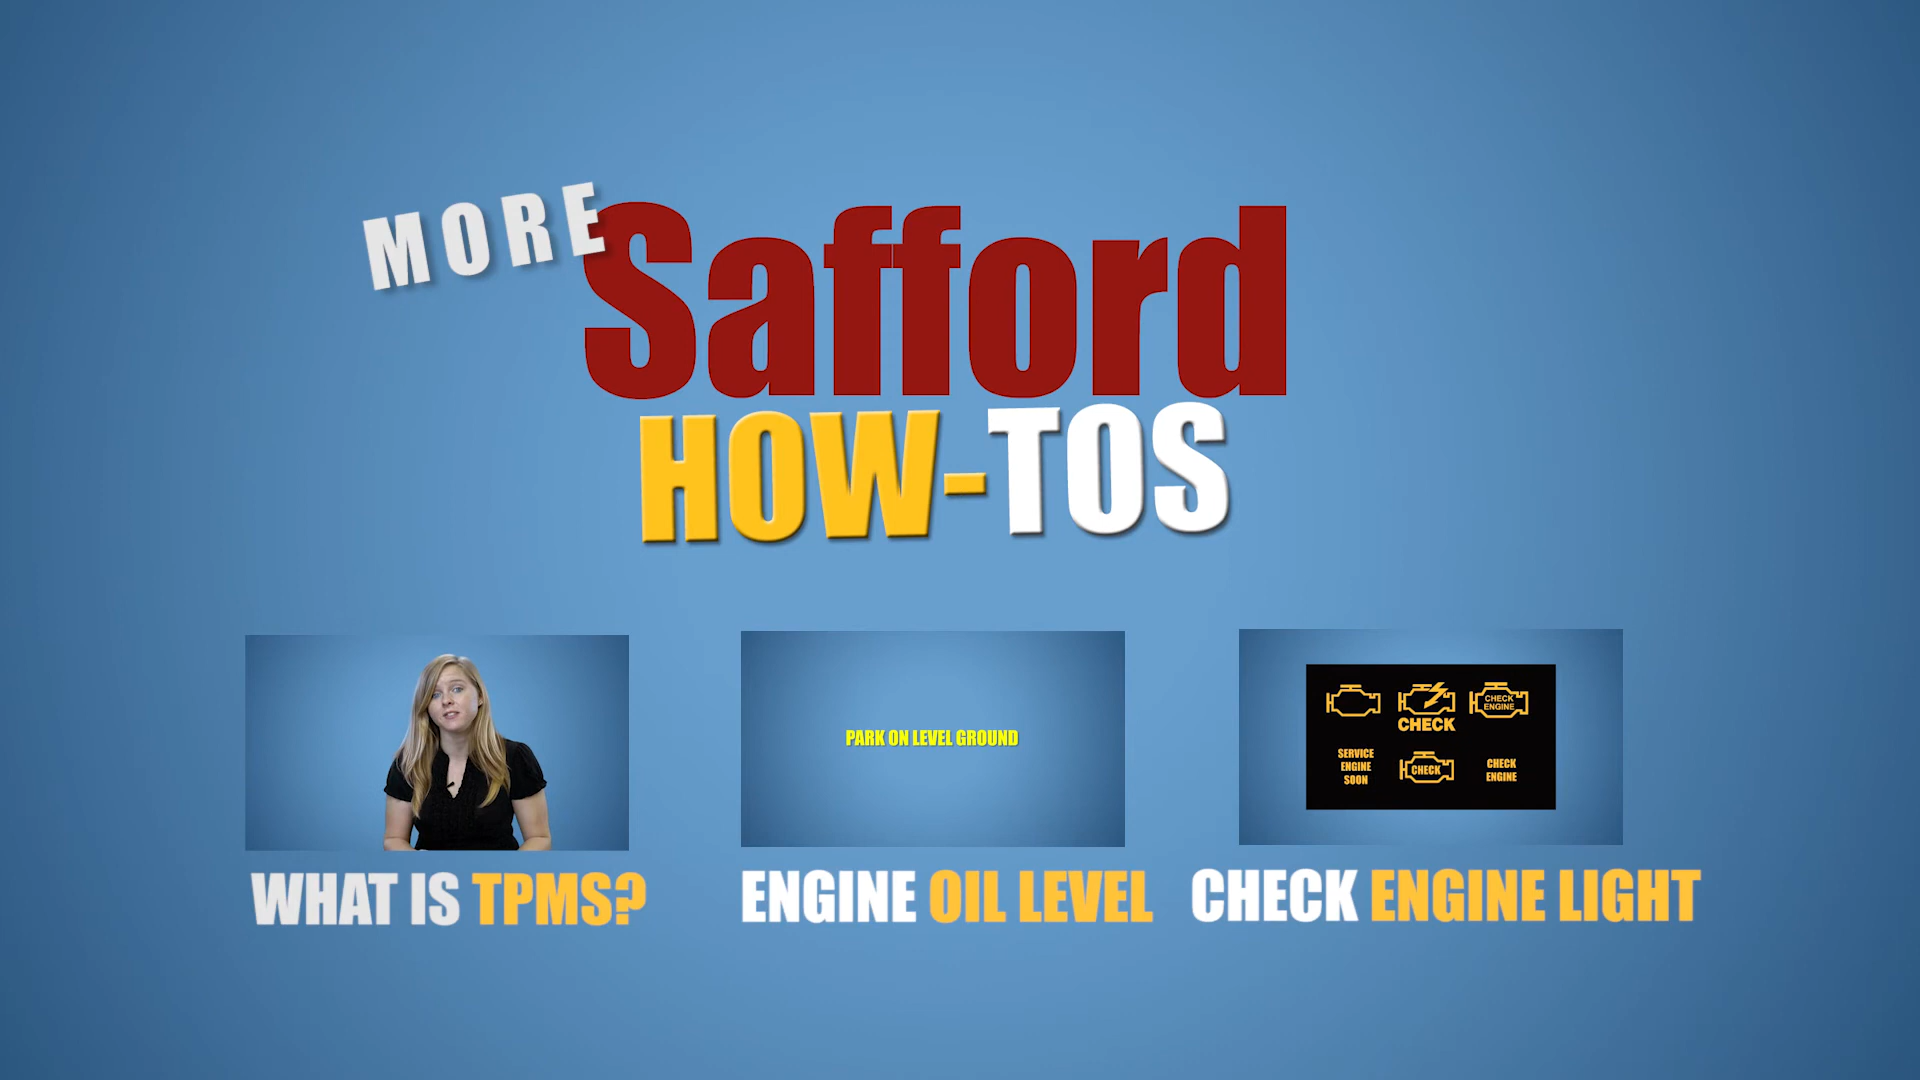 MORE
Safford
HOW-TOS
PARK ON LEVEL GROUND
CHECK
CHECK
ENGINE
SERVICE
ENGINE
SOON
CHECK
CHECK
ENGINE
WHAT IS TPMS?
ENGINE OIL LEVEL
CHECK ENGINE LIGHT